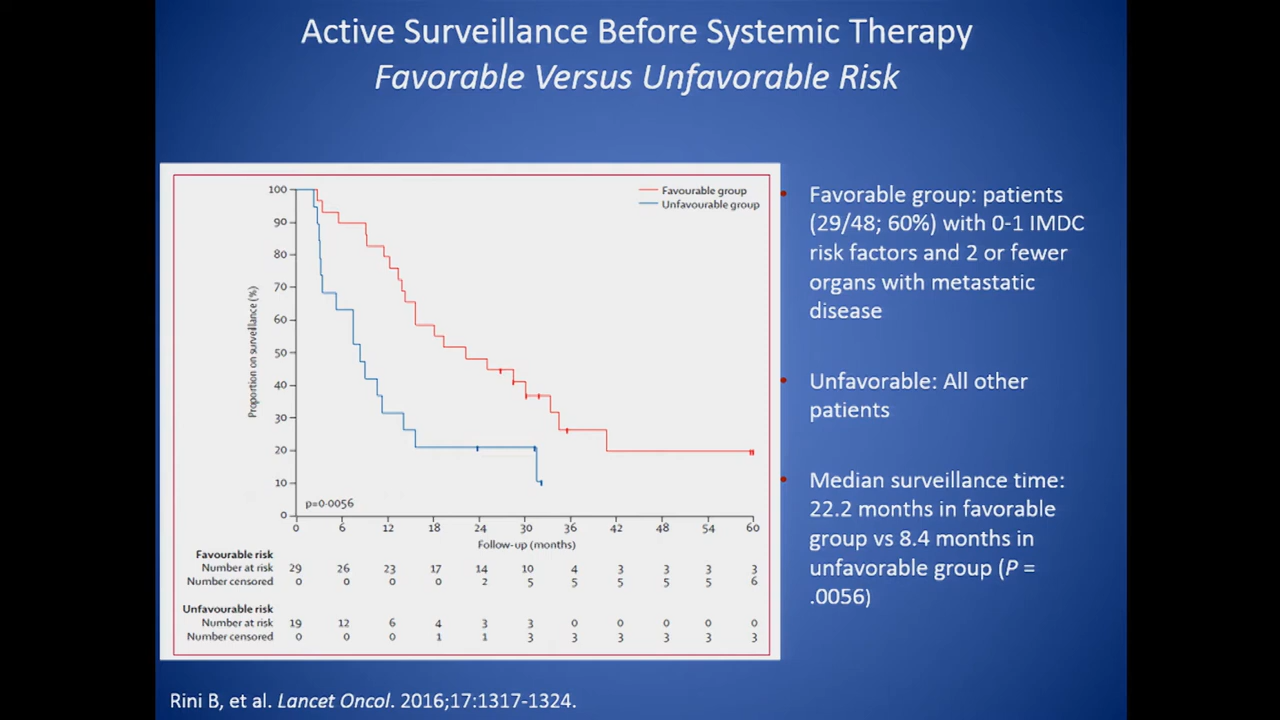 Active Surveillance Before Systemic Therapy
Favorable Versus Unfavorable Risk
Favourable group
Unfavourable group
100
90
80
70
60
50
40
30
20
10
0
Proportion on surveillance (%)
p=0·0056
0 6 12 18 24 30 36 42 48 54 60
Follow-up (months)
Favourable risk
Number at risk 29 26 23 17 14 10 4 3 3 3 3
Number censored 0 0 0 0 2 5 5 5 5 5 6
Unfavourable risk
Number at risk 19 12 6 4 3 3 0 0 0 0 0
Number censored 0 0 0 1 1 3 3 3 3 3 3
Favorable group: patients
(29/48; 60%) with 0-1 IMDC
risk factors and 2 or fewer
organs with metastatic
disease
Unfavorable: All other
patients
Median surveillance time:
22.2 months in favorable
group vs 8.4 months in
unfavorable group (P =
.0056)
Rini B, et al. Lancet Oncol. 2016;17:1317-1324.